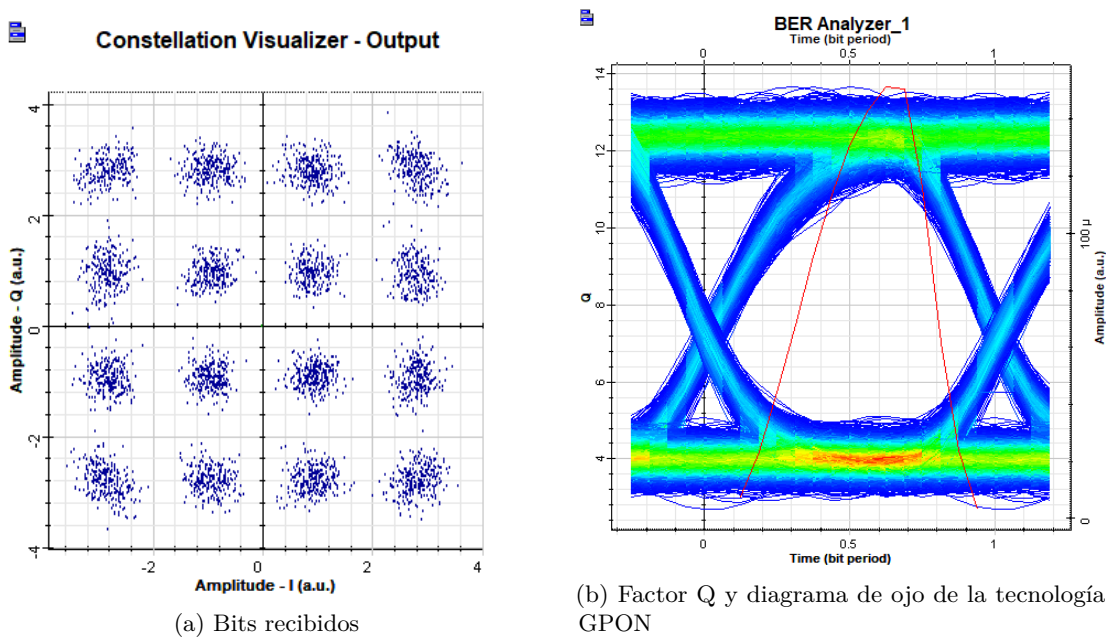 Constellation Visualizer - Output
Amplitude - Q (a.u.)
4
2
0
-2
-4
-2
0
2
4
Amplitude - I (a.u.)
(a) Bits recibidos
BER Analyzer_1
Time (bit period)
0
0.5
1
Q
14
12
10
8
6
4
100 µ
0
Amplitude (a.u.)
0
0.5
1
Time (bit period)
(b) Factor Q y diagrama de ojo de la tecnología
GPON